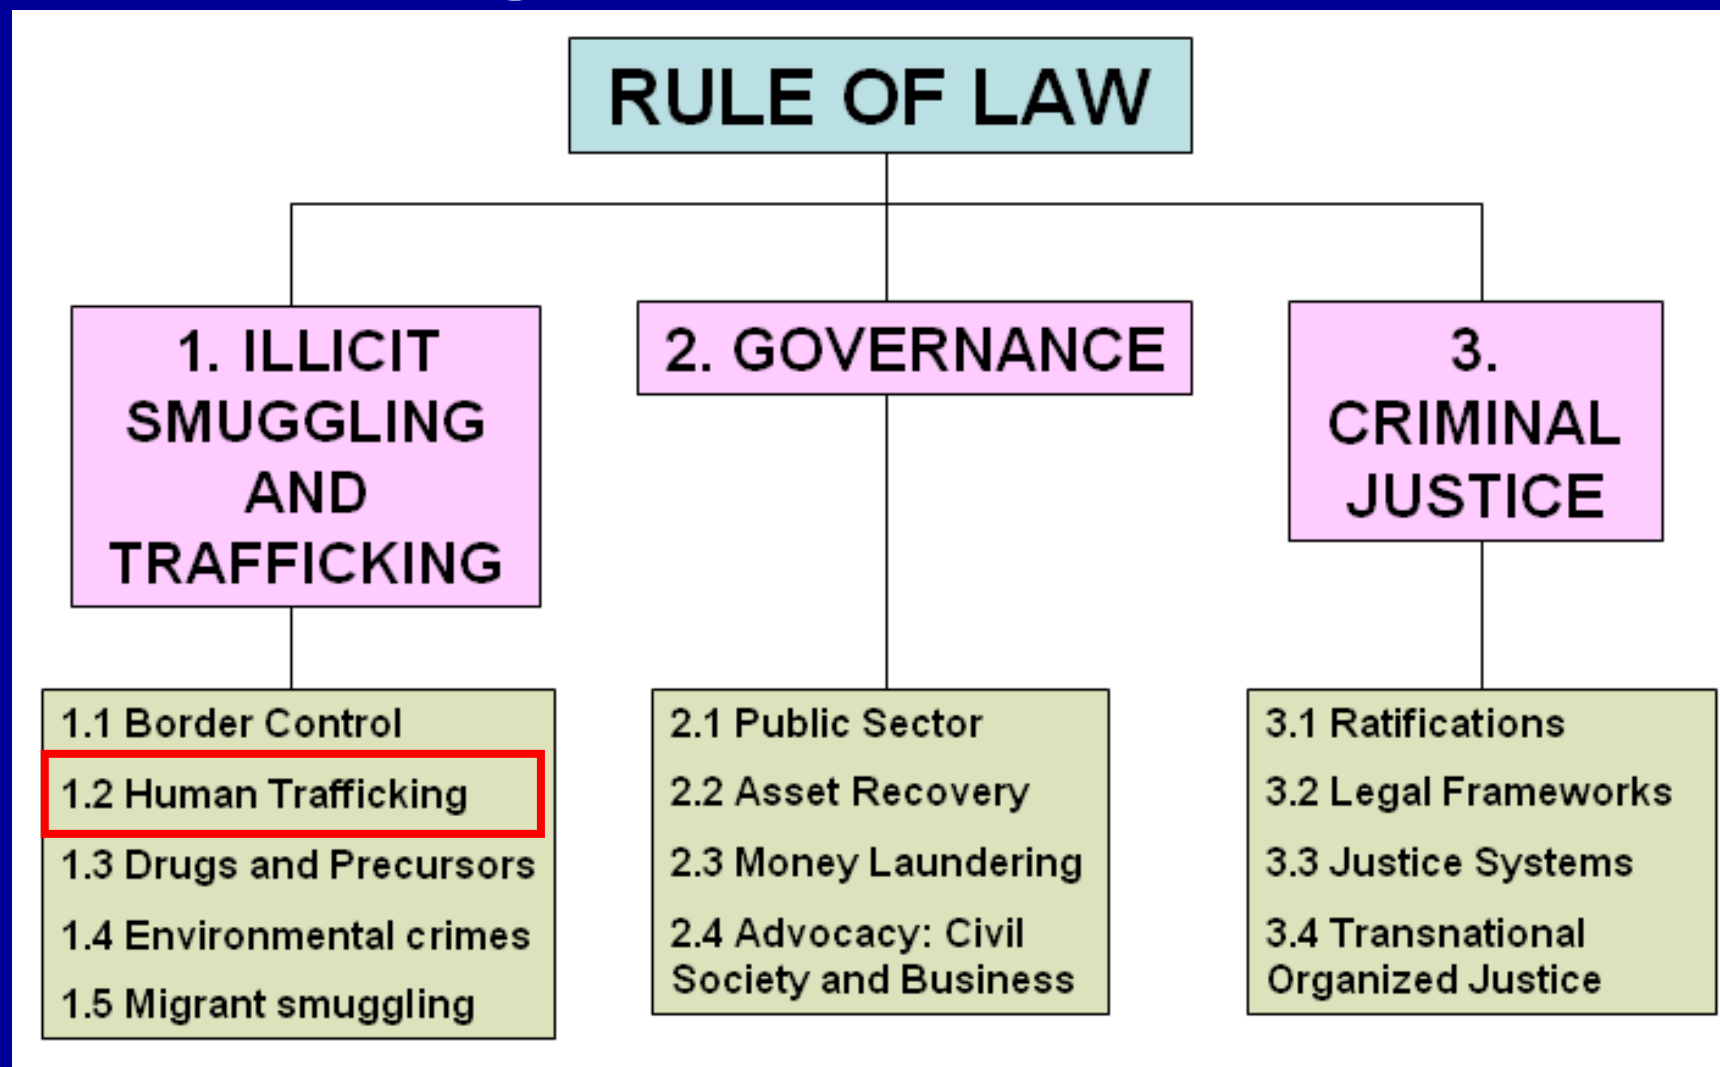 RULE OF LAW
1. ILLICIT
SMUGGLING
AND
TRAFFICKING
2. GOVERNANCE
3.
CRIMINAL
JUSTICE
1.1 Border Control
1.2 Human Trafficking
1.3 Drugs and Precursors
1.4 Environmental crimes
1.5 Migrant smuggling
2.1 Public Sector
2.2 Asset Recovery
2.3 Money Laundering
2.4 Advocacy: Civil
Society and Business
3.1 Ratifications
3.2 Legal Frameworks
3.3 Justice Systems
3.4 Transnational
Organized Justice